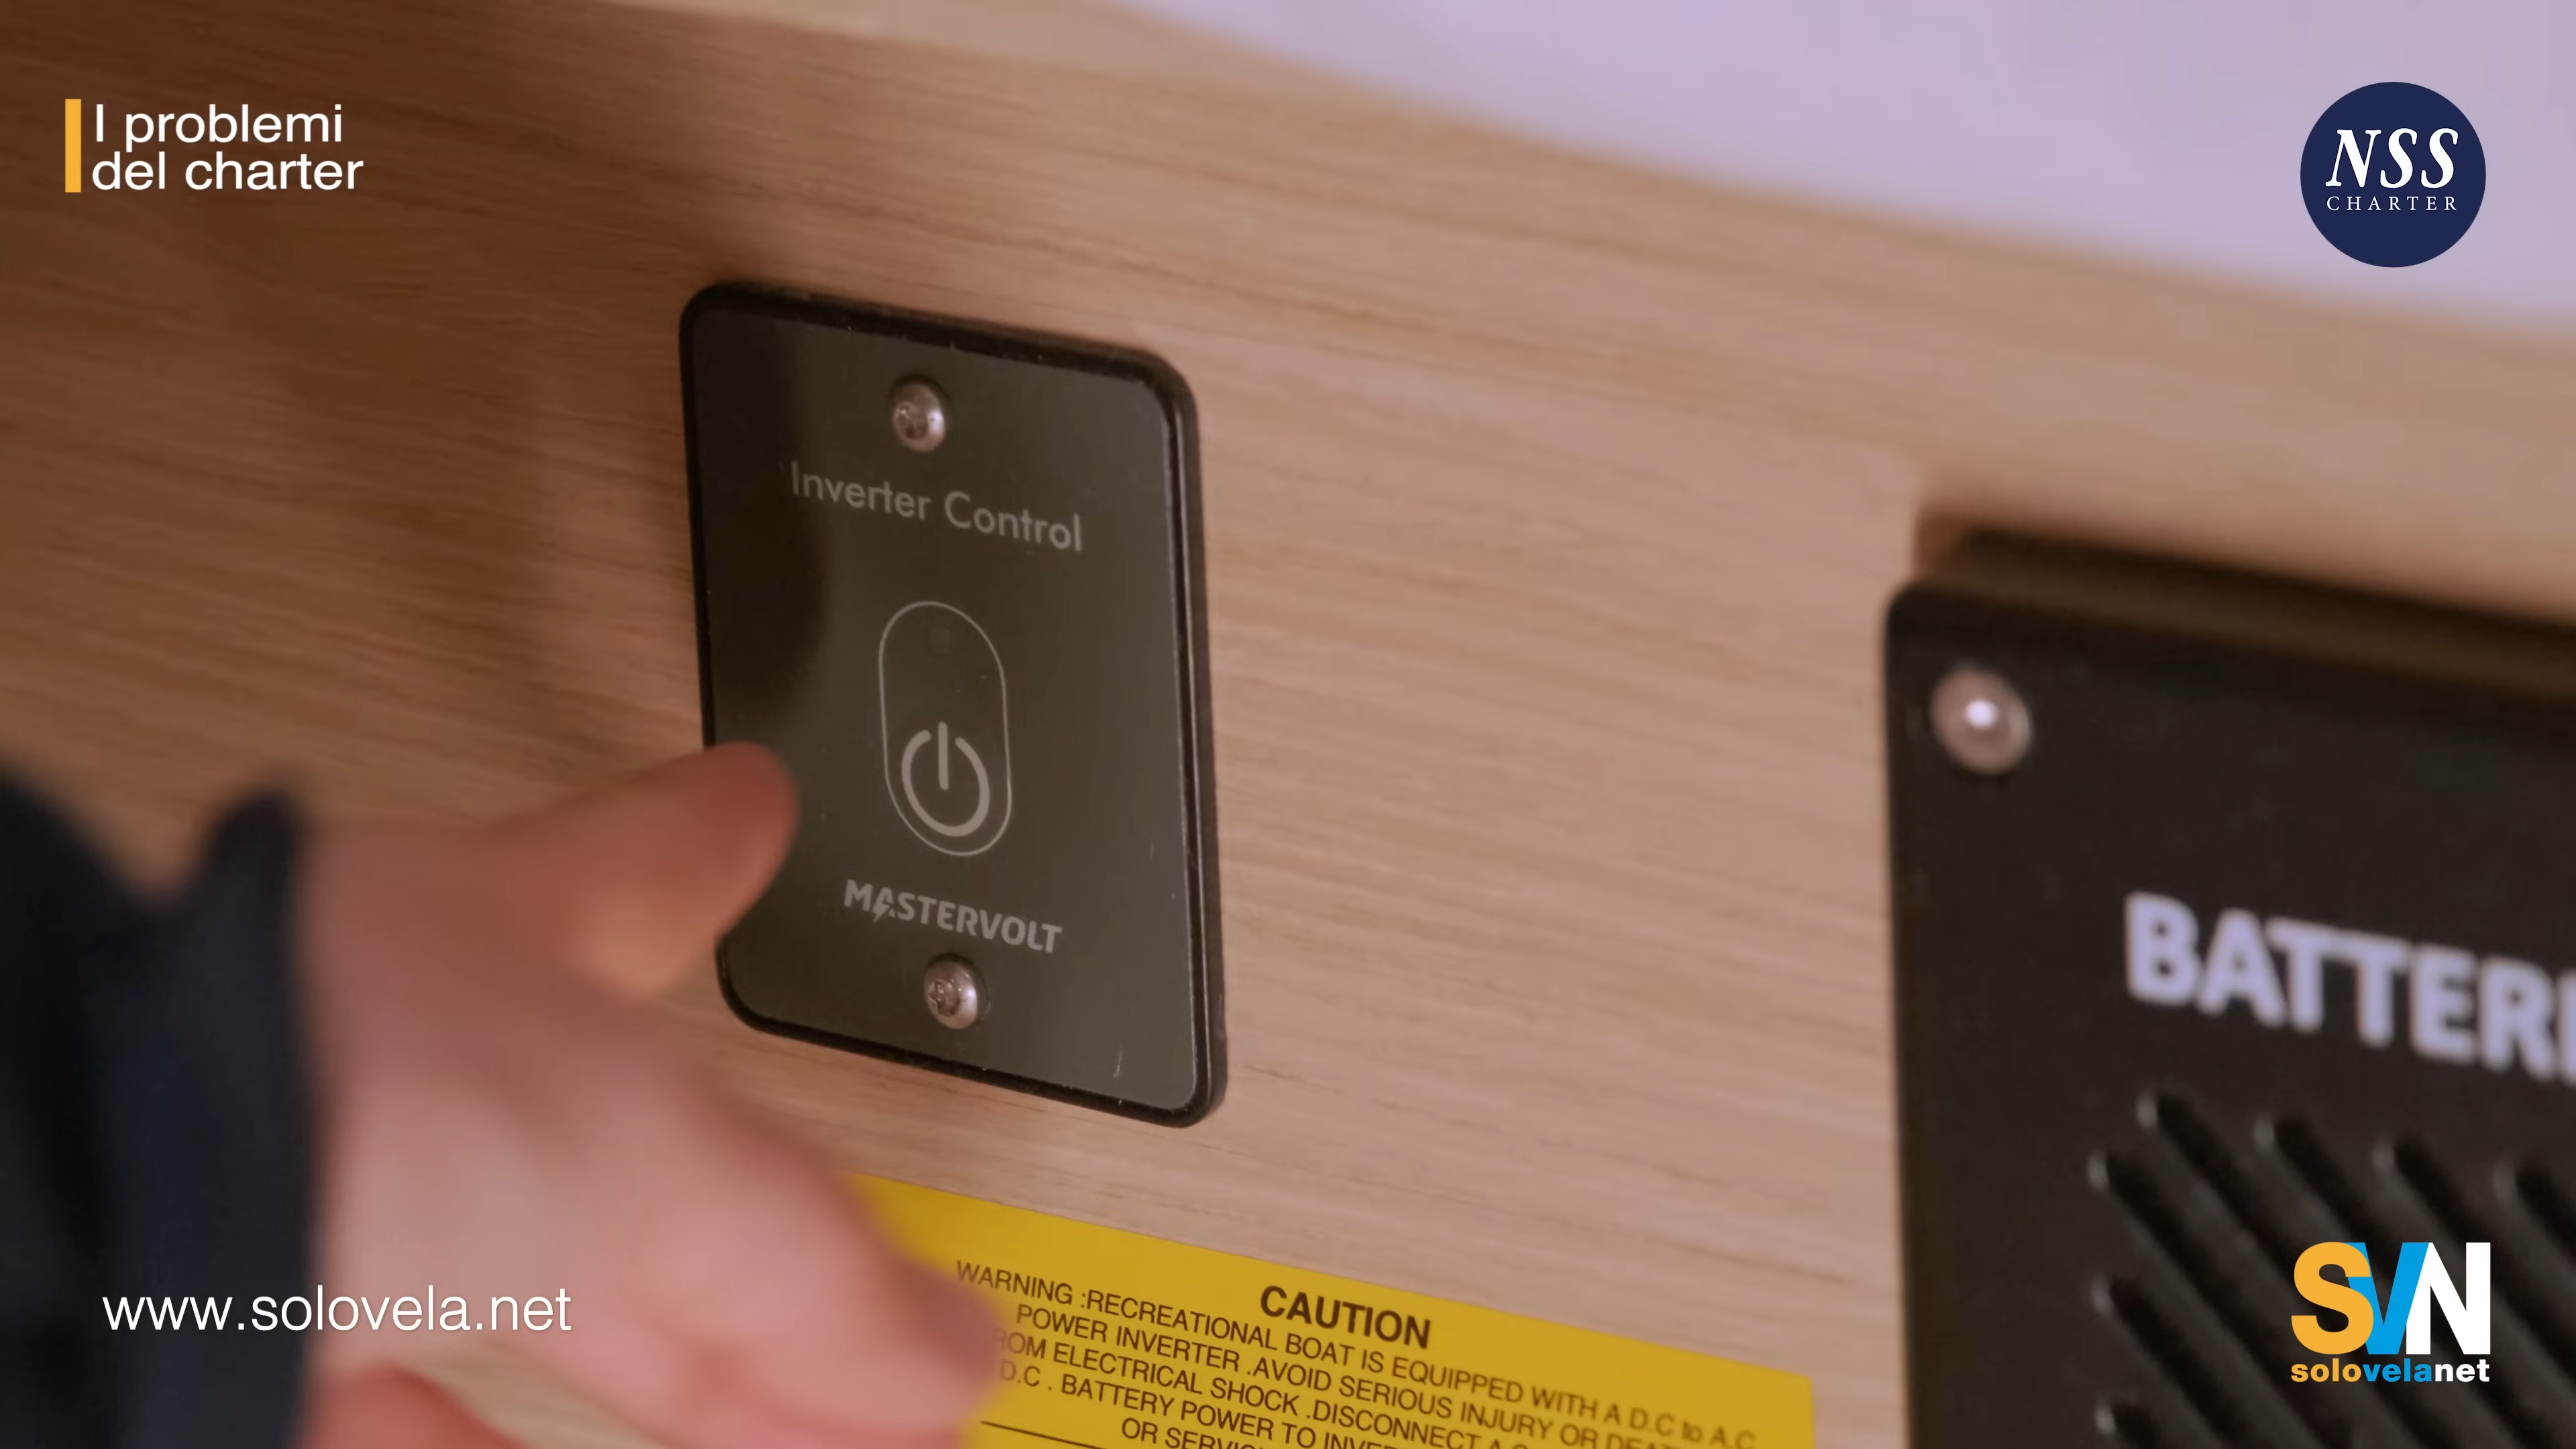 I problemi
del charter
NSS
CHARTER
Inverter Control
MASTERVOLT
CAUTION
WARNING :RECREATIONAL BOAT IS EQUIPPED WITH A D.C to A.C
POWER INVERTER .AVOID SERIOUS INJURY OR
ELECTRICAL SHOCK .DISCONNECT
D.C . BATTERY POWER TO
OR
www.solovela.net
SVN
solovelanet